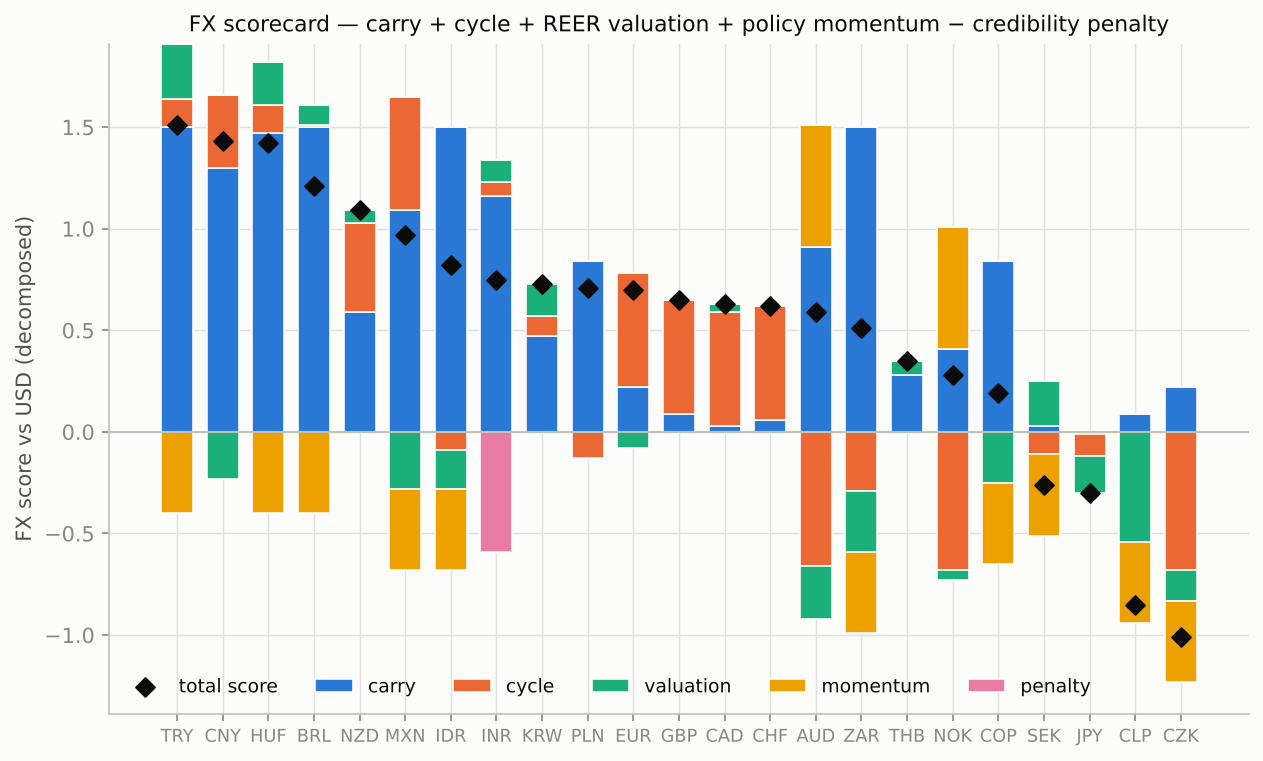 FX scorecard — carry + cycle + REER valuation + policy momentum − credibility penalty
FX score vs USD (decomposed)
1.5
1.0
0.5
0.0
−0.5
−1.0
total score carry cycle valuation momentum penalty
TRY CNY HUF BRL NZD MXN IDR INR KRW PLN EUR GBP CAD CHF AUD ZAR THB NOK COP SEK JPY CLP CZK